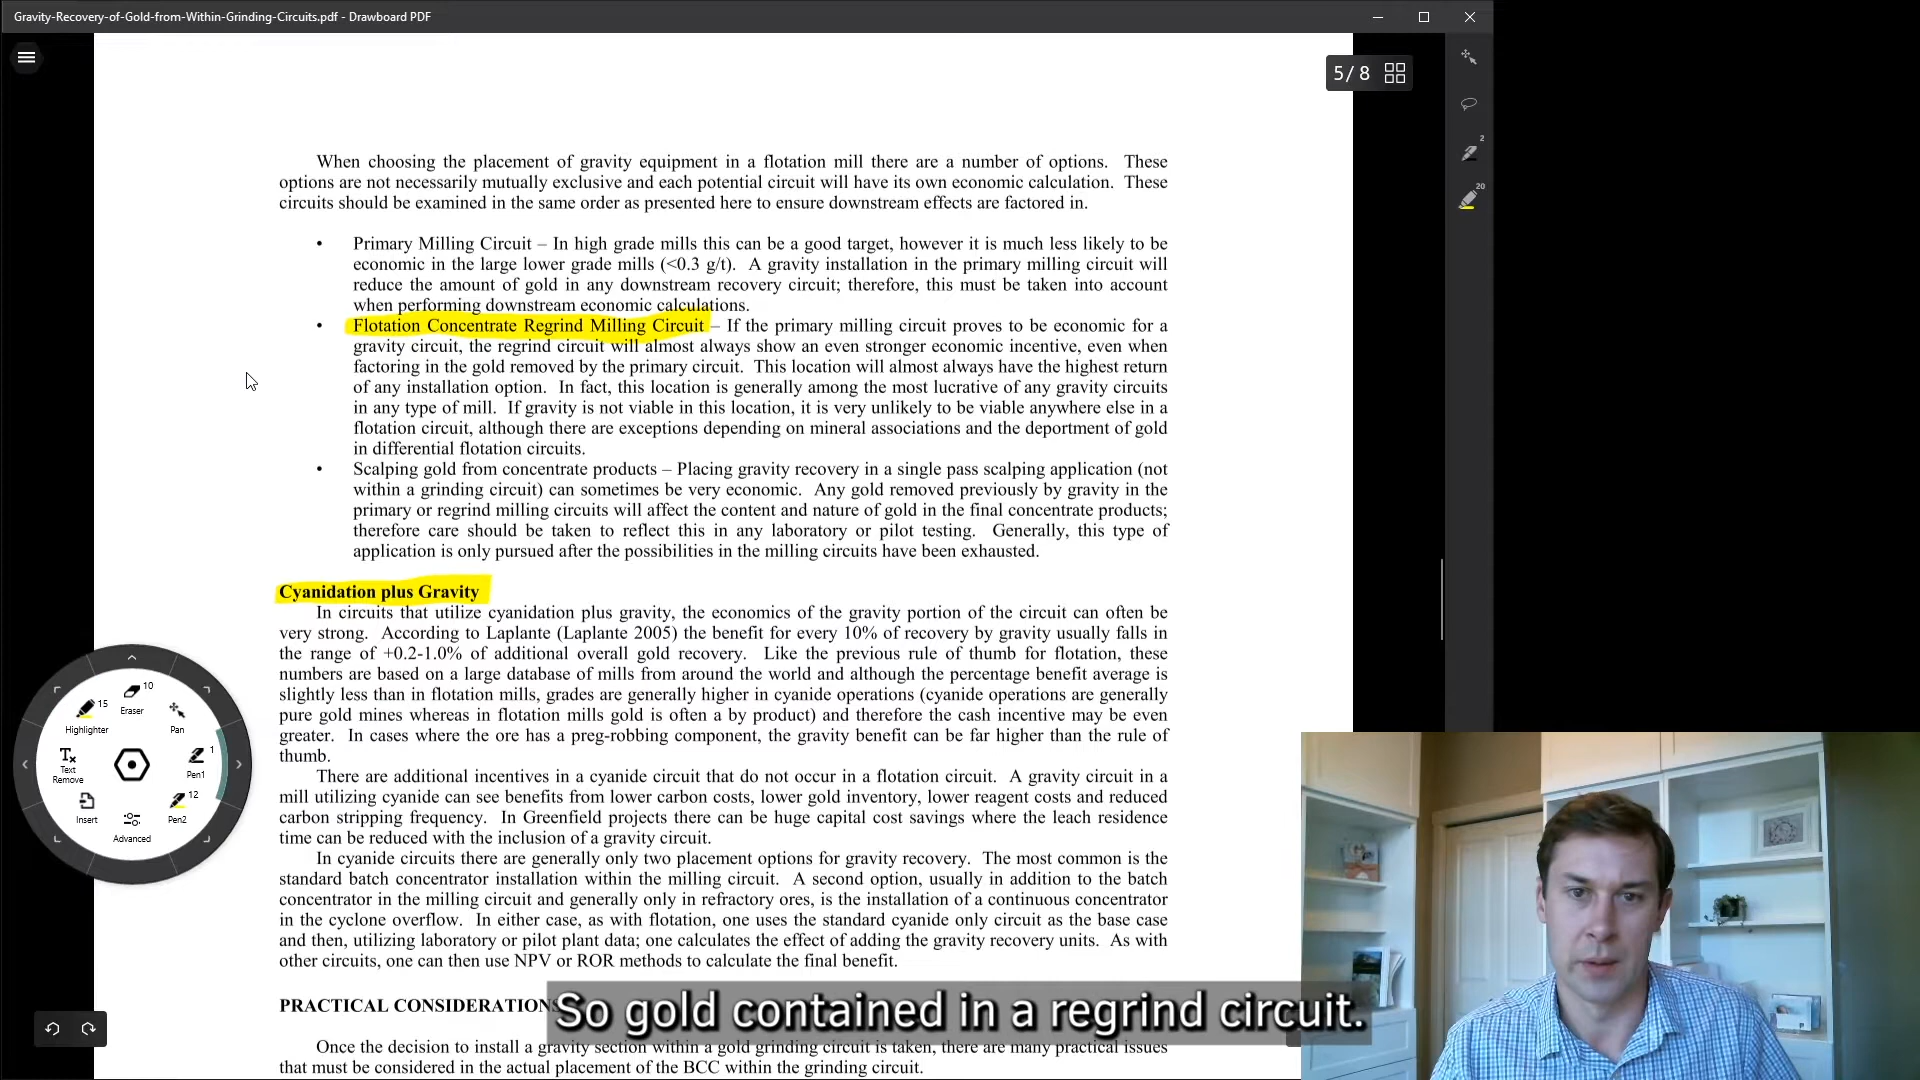 Gravity-Recovery-of-Gold-from-Within-Grinding-Circuits.pdf - Drawboard PDF
5/8
When choosing the placement of gravity equipment in a flotation mill there are a number of options. These
options are not necessarily mutually exclusive and each potential circuit will have its own economic calculation. These
circuits should be examined in the same order as presented here to ensure downstream effects are factored in.
• Primary Milling Circuit – In high grade mills this can be a good target, however it is much less likely to be
economic in the large lower grade mills (<0.3 g/t). A gravity installation in the primary milling circuit will
reduce the amount of gold in any downstream recovery circuit; therefore, this must be taken into account
when performing downstream economic calculations.
• Flotation Concentrate Regrind Milling Circuit – If the primary milling circuit proves to be economic for a
gravity circuit, the regrind circuit will almost always show an even stronger economic incentive, even when
factoring in the gold removed by the primary circuit. This location will almost always have the highest return
of any installation option. In fact, this location is generally among the most lucrative of any gravity circuits
in any type of mill. If gravity is not viable in this location, it is very unlikely to be viable anywhere else in a
flotation circuit, although there are exceptions depending on mineral associations and the deportment of gold
in differential flotation circuits.
• Scalping gold from concentrate products – Placing gravity recovery in a single pass scalping application (not
within a grinding circuit) can sometimes be very economic. Any gold removed previously by gravity in the
primary or regrind milling circuits will affect the content and nature of gold in the final concentrate products;
therefore care should be taken to reflect this in any laboratory or pilot testing. Generally, this type of
application is only pursued after the possibilities in the milling circuits have been exhausted.
Cyanidation plus Gravity
In circuits that utilize cyanidation plus gravity, the economics of the gravity portion of the circuit can often be
very strong. According to Laplante (Laplante 2005) the benefit for every 10% of recovery by gravity usually falls in
the range of +0.2-1.0% of additional overall gold recovery. Like the previous rule of thumb for flotation, these
numbers are based on a large database of mills from around the world and although the percentage benefit average is
slightly less than in flotation mills, grades are generally higher in cyanide operations (cyanide operations are generally
pure gold mines whereas in flotation mills gold is often a by product) and therefore the cash incentive may be even
greater. In cases where the ore has a preg-robbing component, the gravity benefit can be far higher than the rule of
thumb.
There are additional incentives in a cyanide circuit that do not occur in a flotation circuit. A gravity circuit in a
mill utilizing cyanide can see benefits from lower carbon costs, lower gold inventory, lower reagent costs and reduced
carbon stripping frequency. In Greenfield projects there can be huge capital cost savings where the leach residence
time can be reduced with the inclusion of a gravity circuit.
In cyanide circuits there are generally only two placement options for gravity recovery. The most common is the
standard batch concentrator installation within the milling circuit. A second option, usually in addition to the batch
concentrator in the milling circuit and generally only in refractory ores, is the installation of a continuous concentrator
in the cyclone overflow. In either case, as with flotation, one uses the standard cyanide only circuit as the base case
and then, utilizing laboratory or pilot plant data; one calculates the effect of adding the gravity recovery units. As with
other circuits, one can then use NPV or ROR methods to calculate the final benefit.
PRACTICAL CONSIDERATIONS
Once the decision to install a gravity section within a gold grinding circuit is taken, there are many practical issues
that must be considered in the actual placement of the BCC within the grinding circuit.
So gold contained in a regrind circuit.
2
20
10
Eraser
15
Highlighter
Pan
Tx
Text
Remove
1
Pen1
Insert
12
Pen2
Advanced